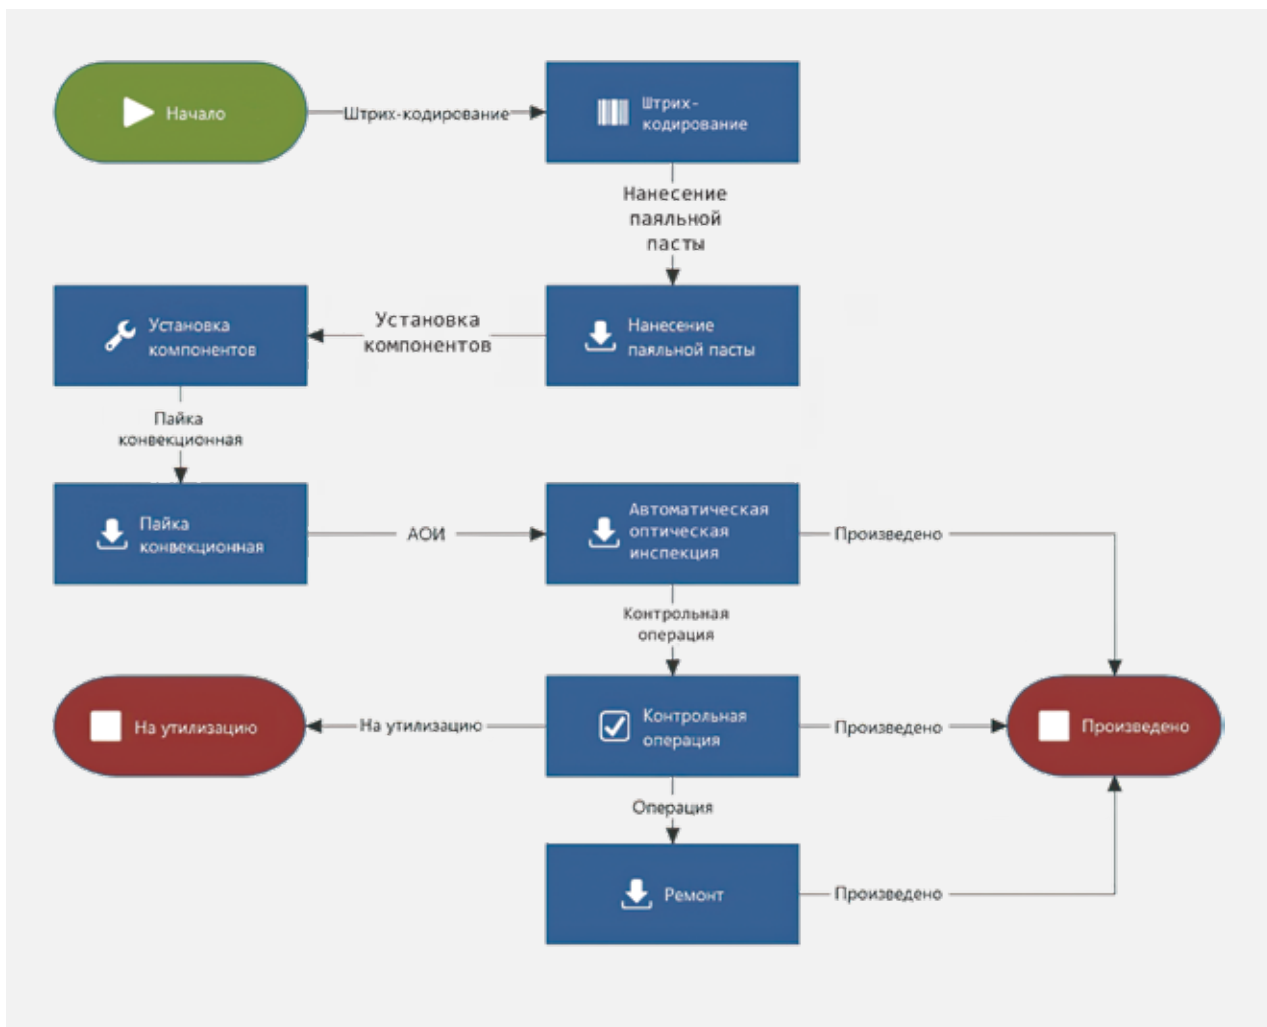 Начало
Штрих-кодирование
Штрих-
кодирование
Нанесение
паяльной
пасты
Установка
компонентов
Установка
компонентов
Нанесение
паяльной пасты
Пайка
конвекционная
Пайка
конвекционная
АОИ
Автоматическая
оптическая
инспекция
Произведено
Контрольная
операция
На утилизацию
На утилизацию
Контрольная
операция
Произведено
Произведено
Операция
Ремонт
Произведено